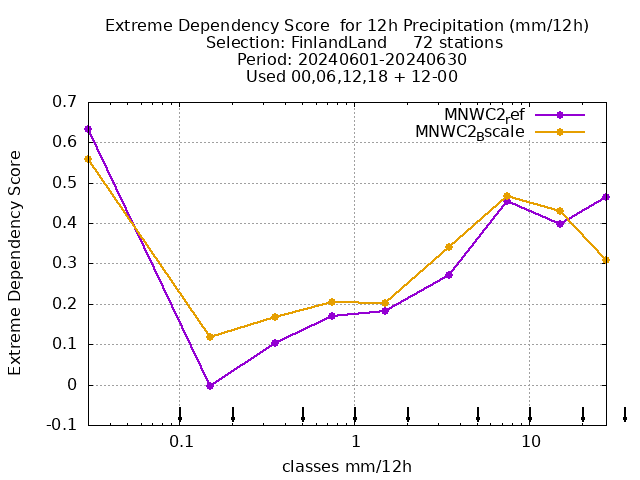 Extreme Dependency Score  for 12h Precipitation (mm/12h)
Selection: FinlandLand     72 stations
Period: 20240601-20240630
Used 00,06,12,18 + 12-00
MNWC2ref
MNWC2Bscale
0.7
0.6
0.5
0.4
0.3
0.2
0.1
0
-0.1
Extreme Dependency Score
0.1 1 10
classes mm/12h